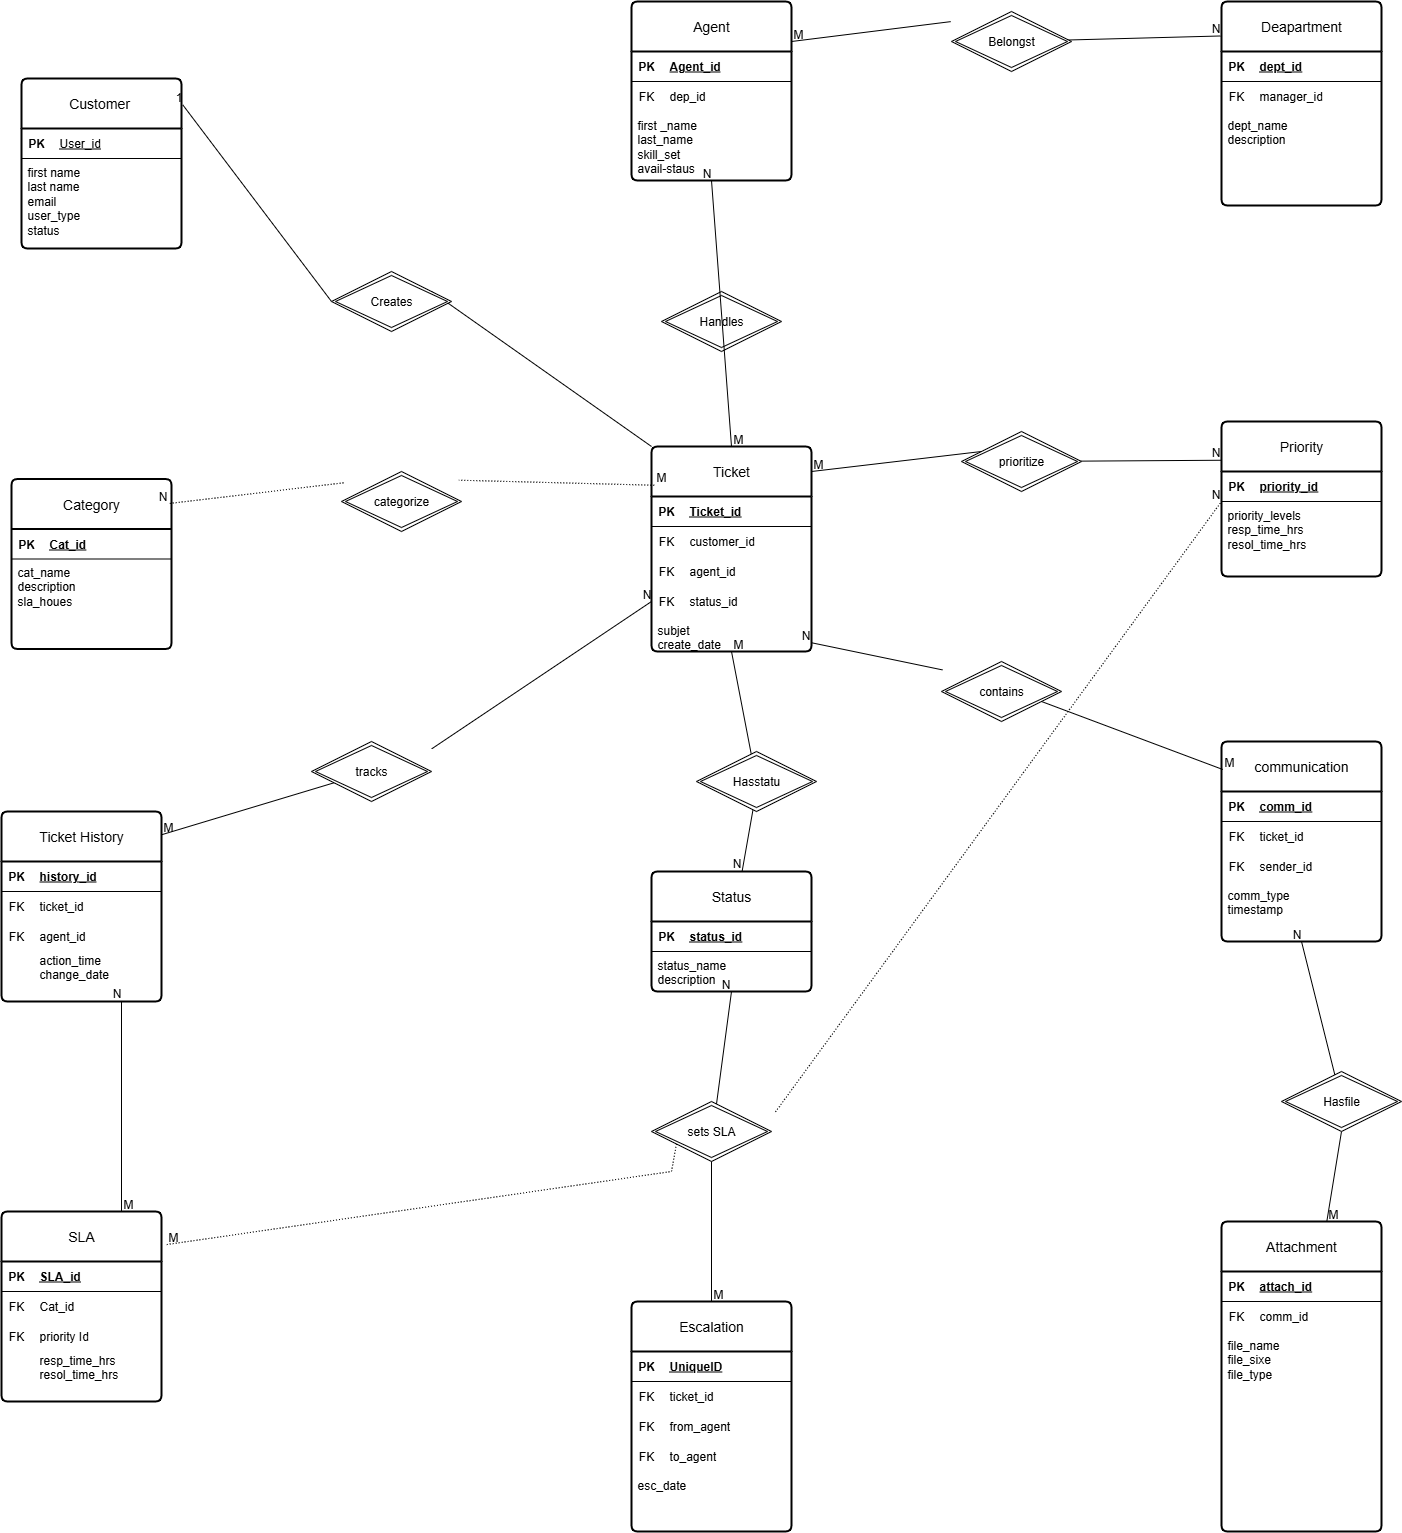 Agent
PK Agent_id
FK dep_id
first _name
last_name
skill_set
avail-staus
N
M
Belongst
N
Deapartment
PK dept_id
FK manager_id
dept_name
description
Customer
1
PK User_id
first name
last name
email
user_type
status
Creates
Handles
M
Ticket
PK Ticket_id
FK customer_id
FK agent_id
FK status_id
subjet
create_date
M
M
M
N
N
prioritize
N
Priority
PK priority_id
N
priority_levels
resp_time_hrs
resol_time_hrs
categorize
N
Category
PK Cat_id
cat_name
description
sla_houes
contains
M
communication
PK comm_id
FK ticket_id
FK sender_id
comm_type
timestamp
N
tracks
M
Ticket History
PK history_id
FK ticket_id
FK agent_id
action_time
change_date
N
Hasstatu
N
Status
PK status_id
status_name
description
N
sets SLA
Hasfile
M
M
SLA
PK SLA_id
FK Cat_id
FK priority Id
resp_time_hrs
resol_time_hrs
M
Escalation
PK UniqueID
FK ticket_id
FK from_agent
FK to_agent
esc_date
M
Attachment
PK attach_id
FK comm_id
file_name
file_sixe
file_type